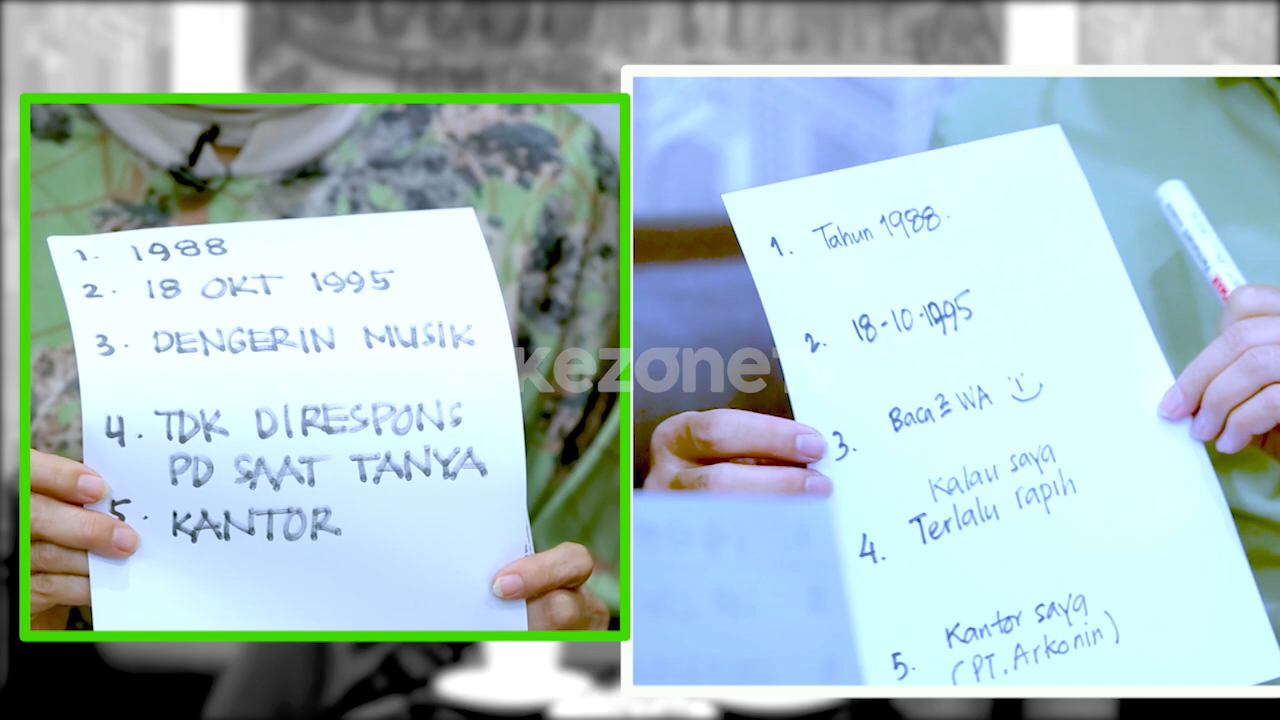 1. 1988
2. 18 OKT 1995
3. DENGERIN MUSIK
4. TDK DIRESPONS
PD SAAT TANYA
5. KANTOR
1. Tahun 1988.
2. 18-10-1995
3. Baca2 WA
Kalau saya
4. Terlalu rapih
Kantor saya
5. (PT. Arkonin)
kezone